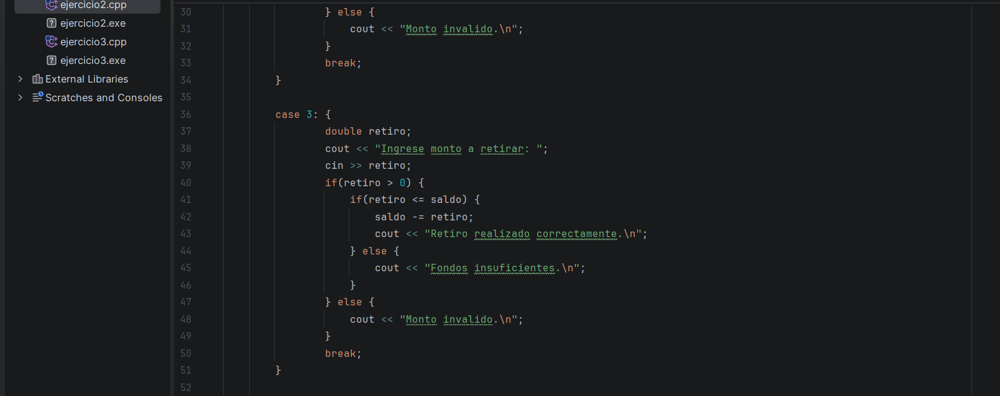 ejercicio2.cpp
ejercicio2.exe
ejercicio3.cpp
ejercicio3.exe
External Libraries
Scratches and Consoles
30 } else {
31 cout << "Monto invalido.\n";
32 }
33 break;
34 }
35
36 case 3: {
37 double retiro;
38 cout << "Ingrese monto a retirar: ";
39 cin >> retiro;
40 if(retiro > 0) {
41 if(retiro <= saldo) {
42 saldo -= retiro;
43 cout << "Retiro realizado correctamente.\n";
44 } else {
45 cout << "Fondos insuficientes.\n";
46 }
47 } else {
48 cout << "Monto invalido.\n";
49 }
50 break;
51 }
52